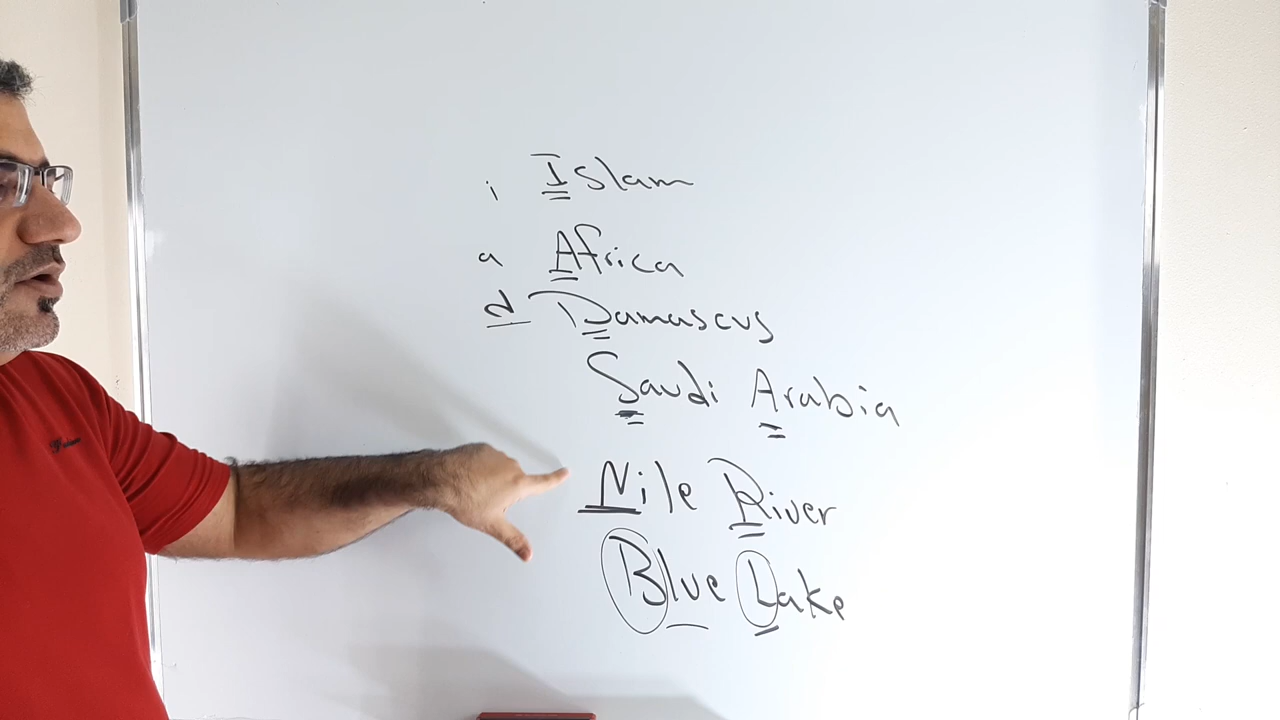 i Islam
a Africa
d Damascus
Saudi Arabia
Nile River
Blue Lake